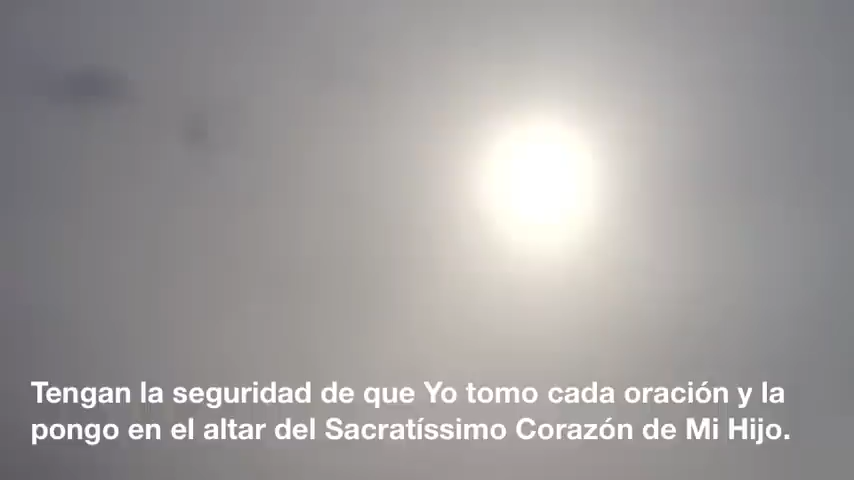 Tengan la seguridad de que Yo tomo cada oración y la
pongo en el altar del Sacratíssimo Corazón de Mi Hijo.